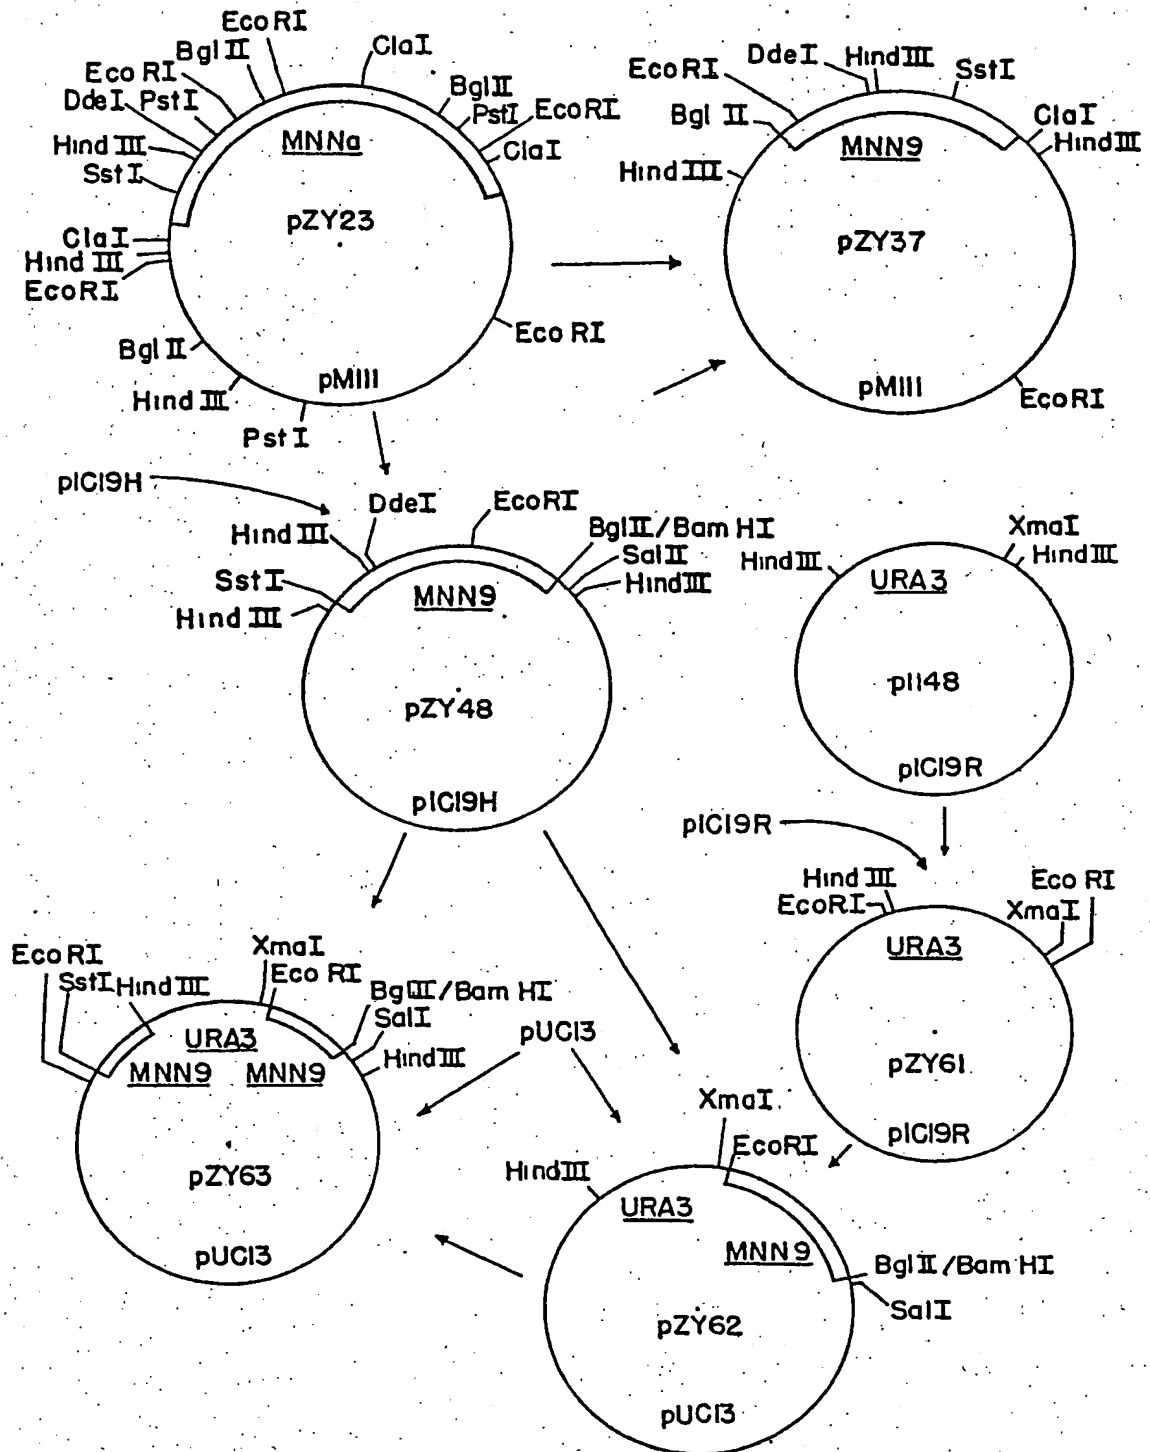 EcoRI
BglII
EcoRI
DdeI PstI
HindIII
SstI
ClaI
HindIII
EcoRI
BglII
HindIII
PstI
ClaI
BglII
PstI
EcoRI
ClaI
EcoRI
MNNa
pZY23
pM111
EcoRI
BglII
HindIII
DdeI
HindIII
SstI
ClaI
HindIII
EcoRI
MNN9
pZY37
pM111
pIC19H
HindIII
SstI
HindIII
DdeI
EcoRI
BglII/BamHI
SalII
HindIII
MNN9
pZY48
pIC19H
HindIII
XmaI
HindIII
URA3
p1148
pIC19R
pIC19R
HindIII
EcoRI
EcoRI
XmaI
URA3
pZY61
pIC19R
EcoRI
SstI HindIII
XmaI
EcoRI
BglII/BamHI
SalI
HindIII
URA3
MNN9 MNN9
pZY63
pUC13
pUC13
HindIII
XmaI
EcoRI
BglII/BamHI
SalI
URA3
MNN9
pZY62
pUC13